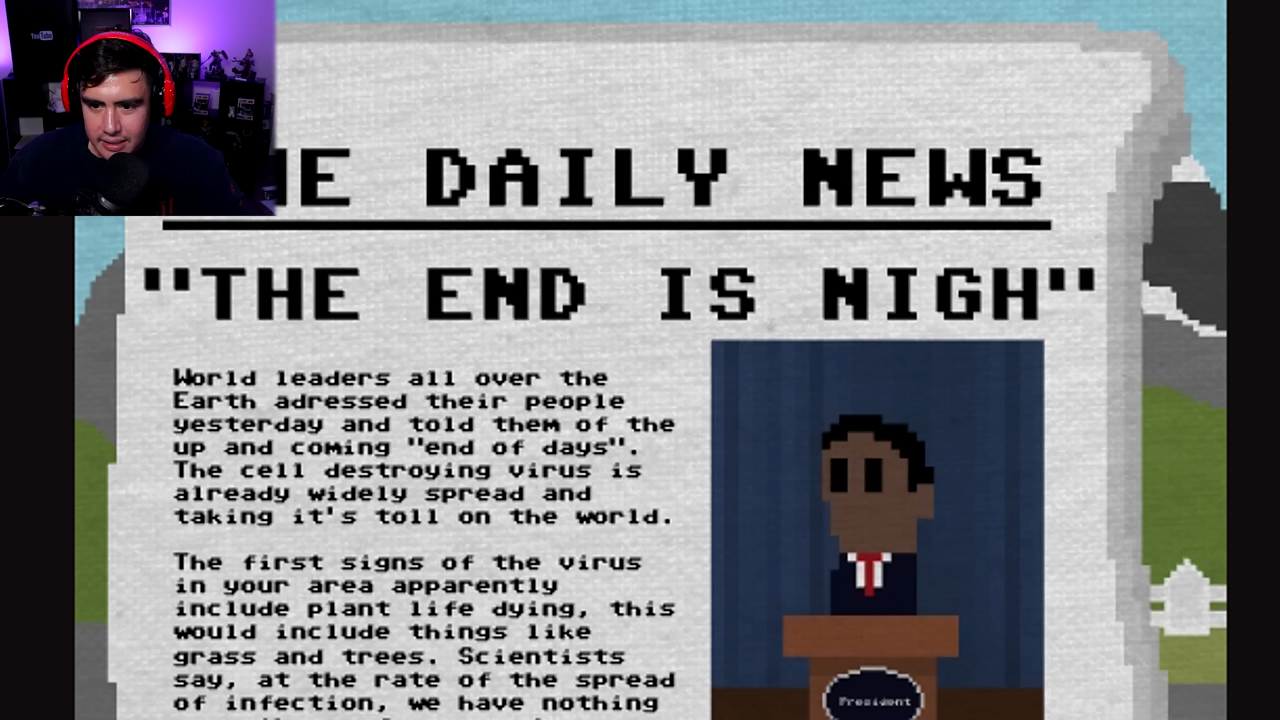 YouTube
THE DAILY NEWS
"THE END IS NIGH"
World leaders all over the
Earth adressed their people
yesterday and told them of the
up and coming "end of days".
The cell destroying virus is
already widely spread and
taking it's toll on the world.
The first signs of the virus
in your area apparently
include plant life dying, this
would include things like
grass and trees. Scientists
say, at the rate of the spread
of infection, we have nothing
President